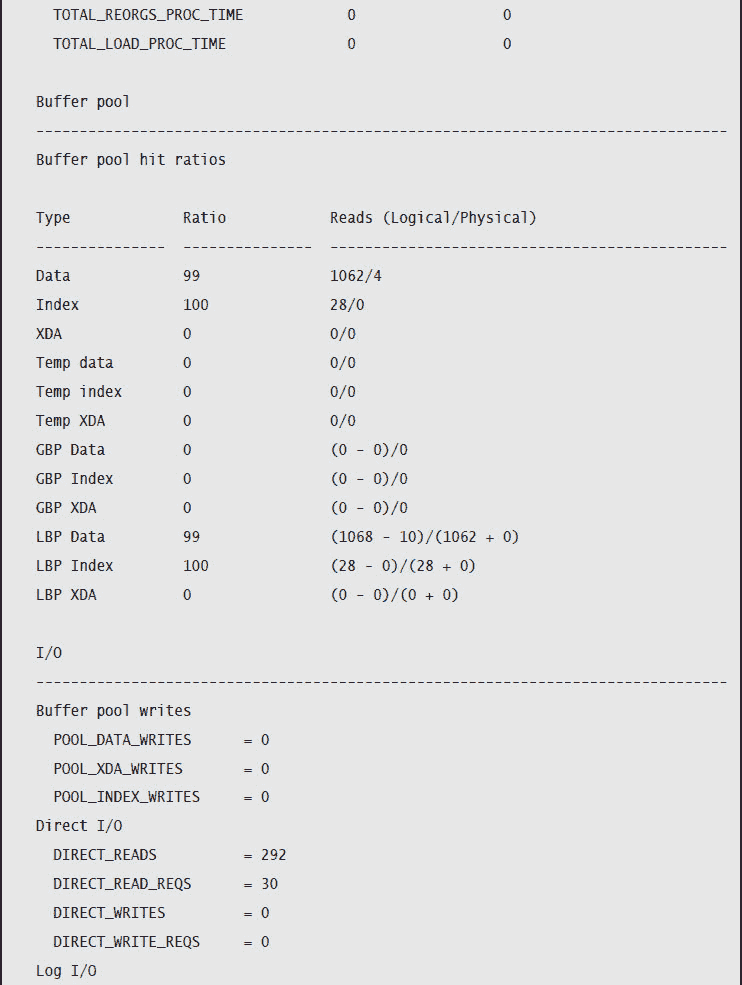 TOTAL_REORGS_PROC_TIME 0 0
TOTAL_LOAD_PROC_TIME 0 0
Buffer pool
--------------------------------------------------------------------------------
Buffer pool hit ratios
Type Ratio Reads (Logical/Physical)
--------------- --------------- ----------------------------------------------
Data 99 1062/4
Index 100 28/0
XDA 0 0/0
Temp data 0 0/0
Temp index 0 0/0
Temp XDA 0 0/0
GBP Data 0 (0 - 0)/0
GBP Index 0 (0 - 0)/0
GBP XDA 0 (0 - 0)/0
LBP Data 99 (1068 - 10)/(1062 + 0)
LBP Index 100 (28 - 0)/(28 + 0)
LBP XDA 0 (0 - 0)/(0 + 0)
I/O
--------------------------------------------------------------------------------
Buffer pool writes
POOL_DATA_WRITES = 0
POOL_XDA_WRITES = 0
POOL_INDEX_WRITES = 0
Direct I/O
DIRECT_READS = 292
DIRECT_READ_REQS = 30
DIRECT_WRITES = 0
DIRECT_WRITE_REQS = 0
Log I/O